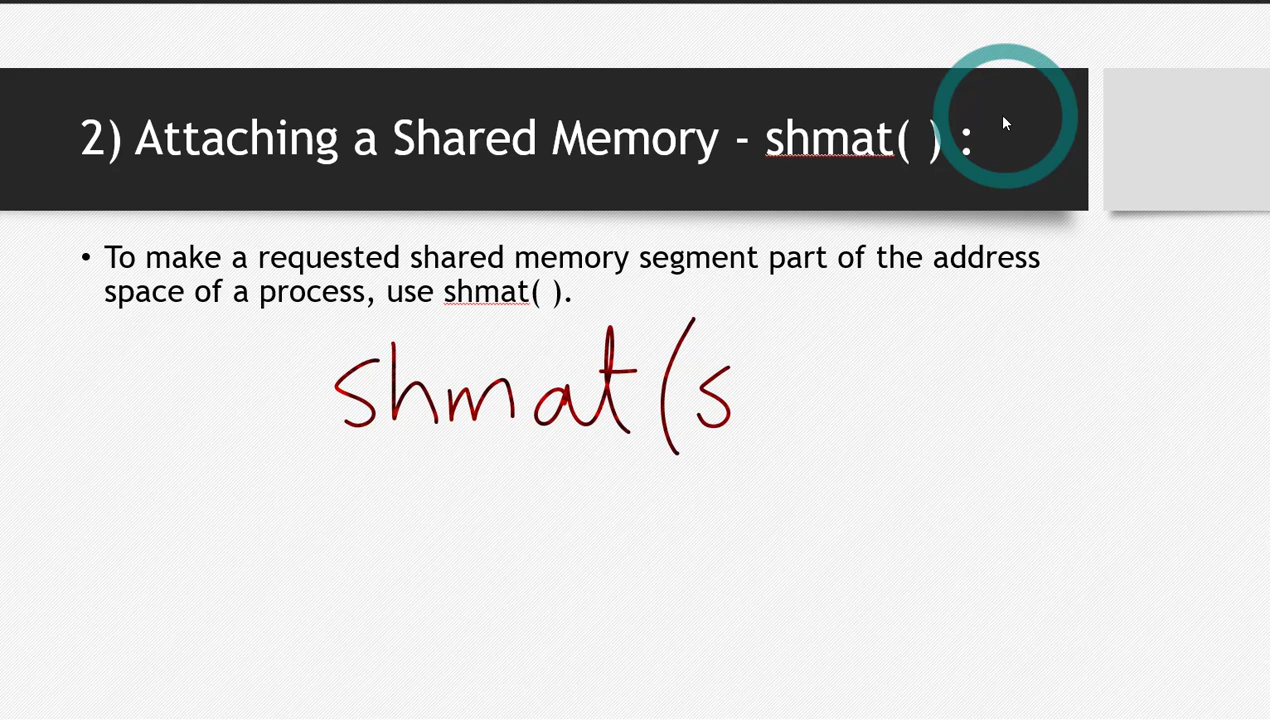 2) Attaching a Shared Memory - shmat( ) :
• To make a requested shared memory segment part of the address
space of a process, use shmat( ).
shmat(s